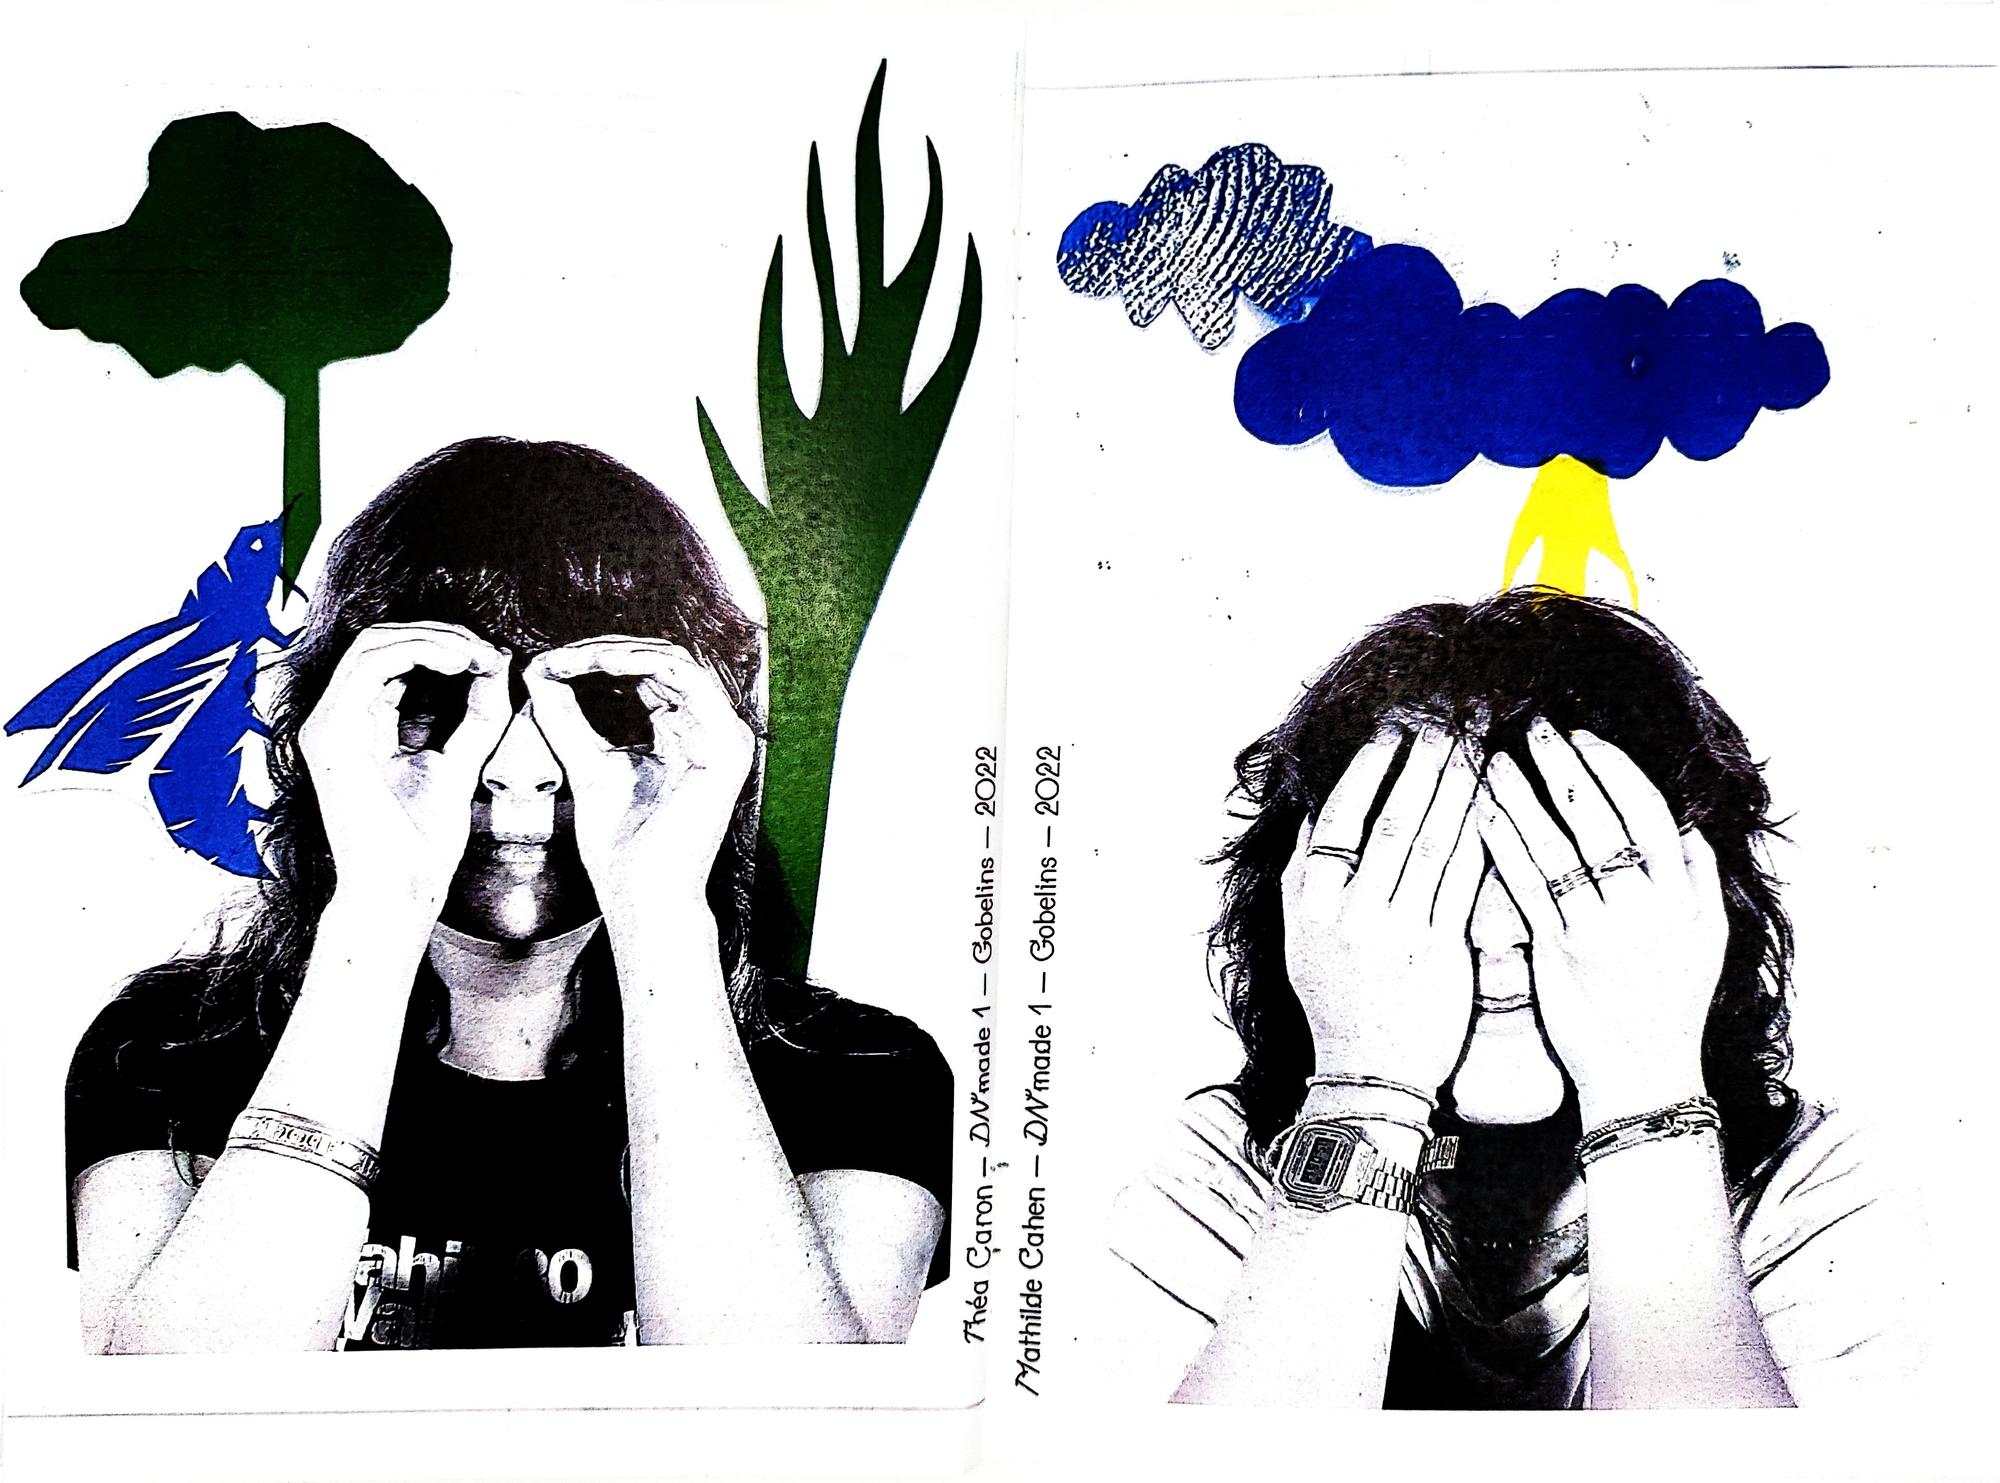 Théa Caron — DN made 1 — Gobelins — 2022
Mathilde Cahen — DN made 1 — Gobelins — 2022